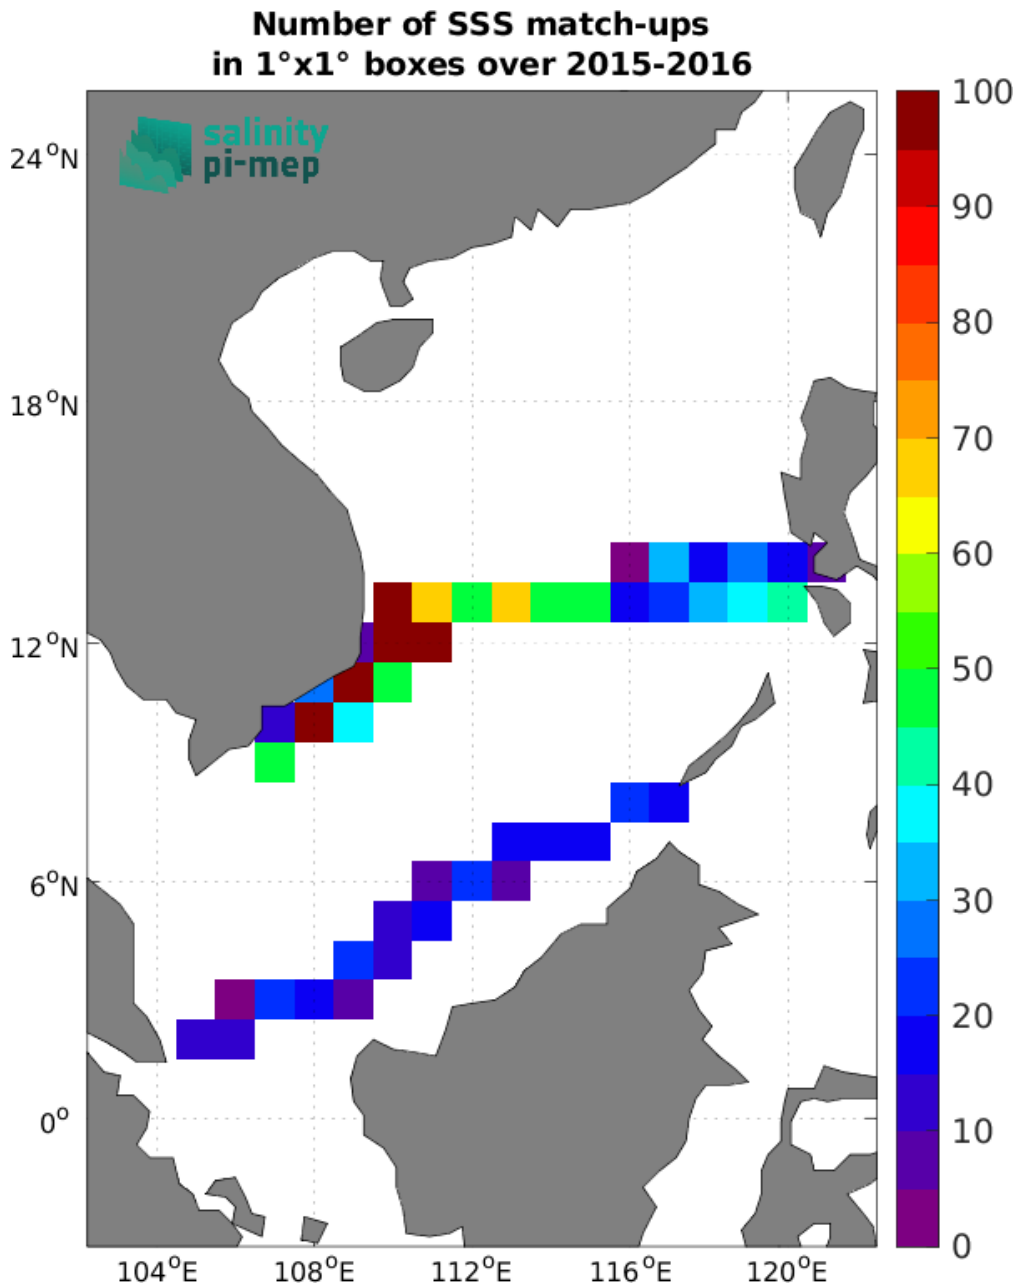 Number of SSS match-ups
in 1°x1° boxes over 2015-2016
salinity
pi-mep
24°N
18°N
12°N
6°N
0°
104°E 108°E 112°E 116°E 120°E
100
90
80
70
60
50
40
30
20
10
0